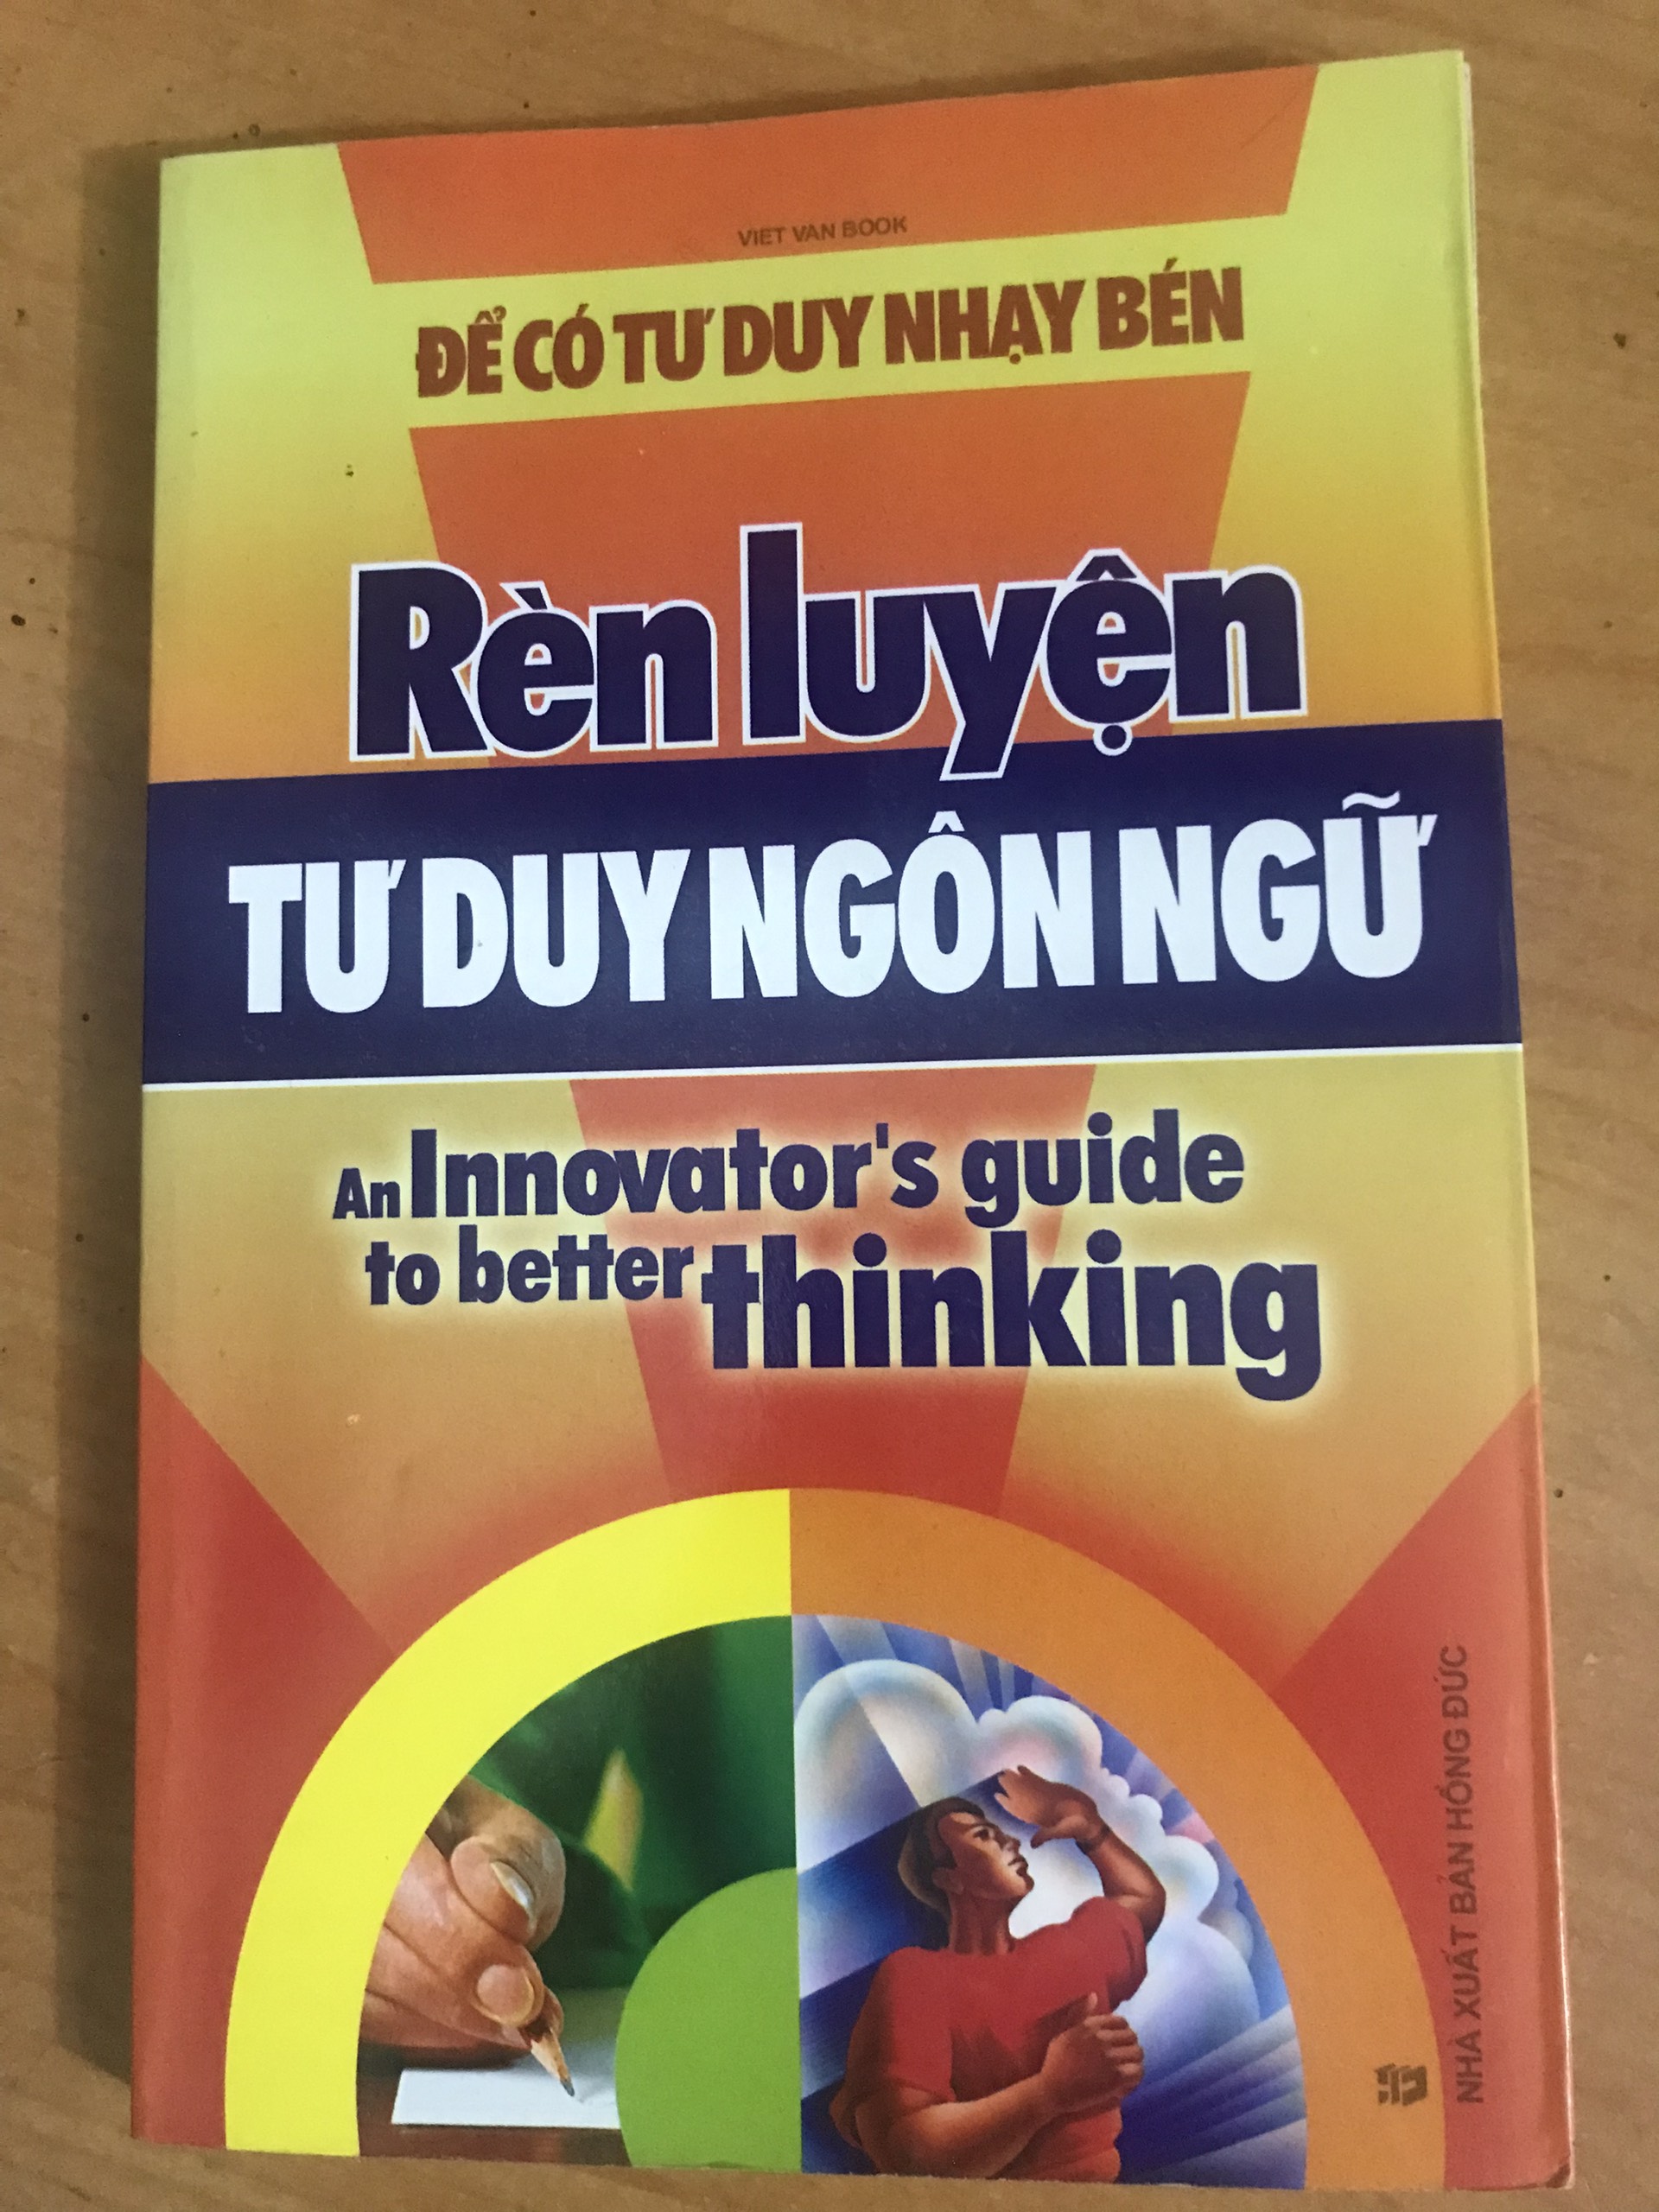 VIET VAN BOOK
ĐỂ CÓ TƯ DUY NHẠY BÉN
Rèn luyện
TƯ DUY NGÔN NGỮ
An Innovator's guide
to better thinking
NHÀ XUẤT BẢN HỒNG ĐỨC